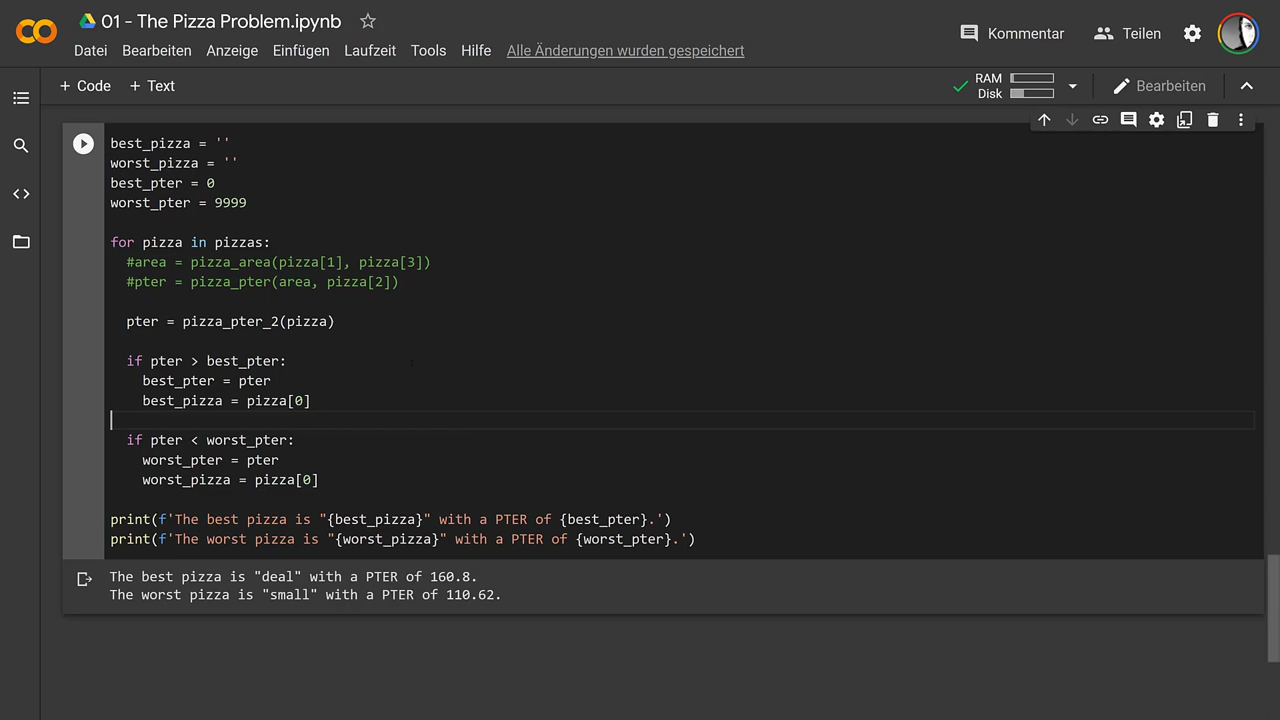 01 - The Pizza Problem.ipynb
Datei Bearbeiten Anzeige Einfügen Laufzeit Tools Hilfe Alle Änderungen wurden gespeichert
Kommentar Teilen
+ Code + Text
RAM
Disk
Bearbeiten
best_pizza = ''
worst_pizza = ''
best_pter = 0
worst_pter = 9999
for pizza in pizzas:
#area = pizza_area(pizza[1], pizza[3])
#pter = pizza_pter(area, pizza[2])
pter = pizza_pter_2(pizza)
if pter > best_pter:
best_pter = pter
best_pizza = pizza[0]
if pter < worst_pter:
worst_pter = pter
worst_pizza = pizza[0]
print(f'The best pizza is "{best_pizza}" with a PTER of {best_pter}.')
print(f'The worst pizza is "{worst_pizza}" with a PTER of {worst_pter}.')
The best pizza is "deal" with a PTER of 160.8.
The worst pizza is "small" with a PTER of 110.62.